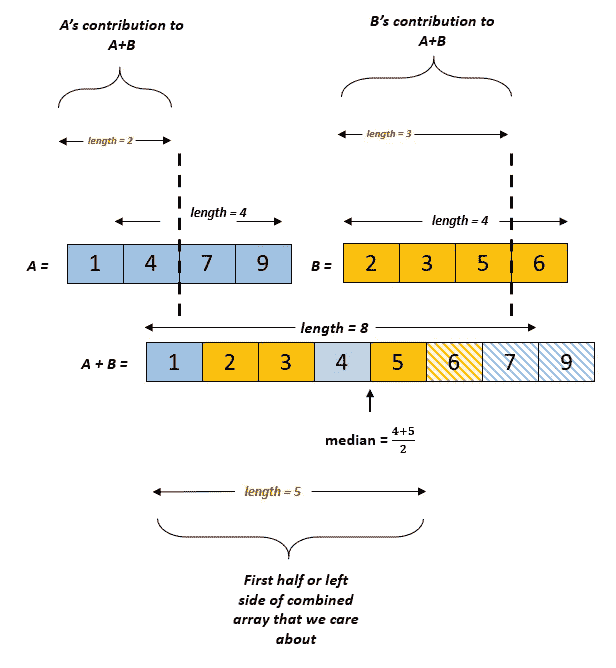 A's contribution to
A+B
B's contribution to
A+B
length = 2
length = 3
length = 4
length = 4
A = 1 4 7 9
B = 2 3 5 6
length = 8
A + B = 1 2 3 4 5 6 7 9
median = \frac{4+5}{2}
length = 5
First half or left
side of combined
array that we care
about